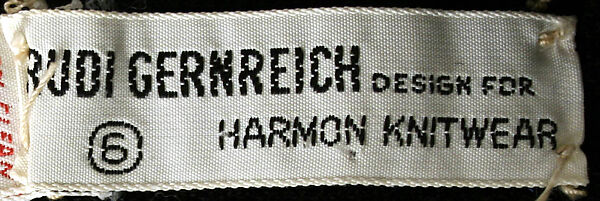 RUDI GERNREICH DESIGN FOR
6 HARMON KNITWEAR